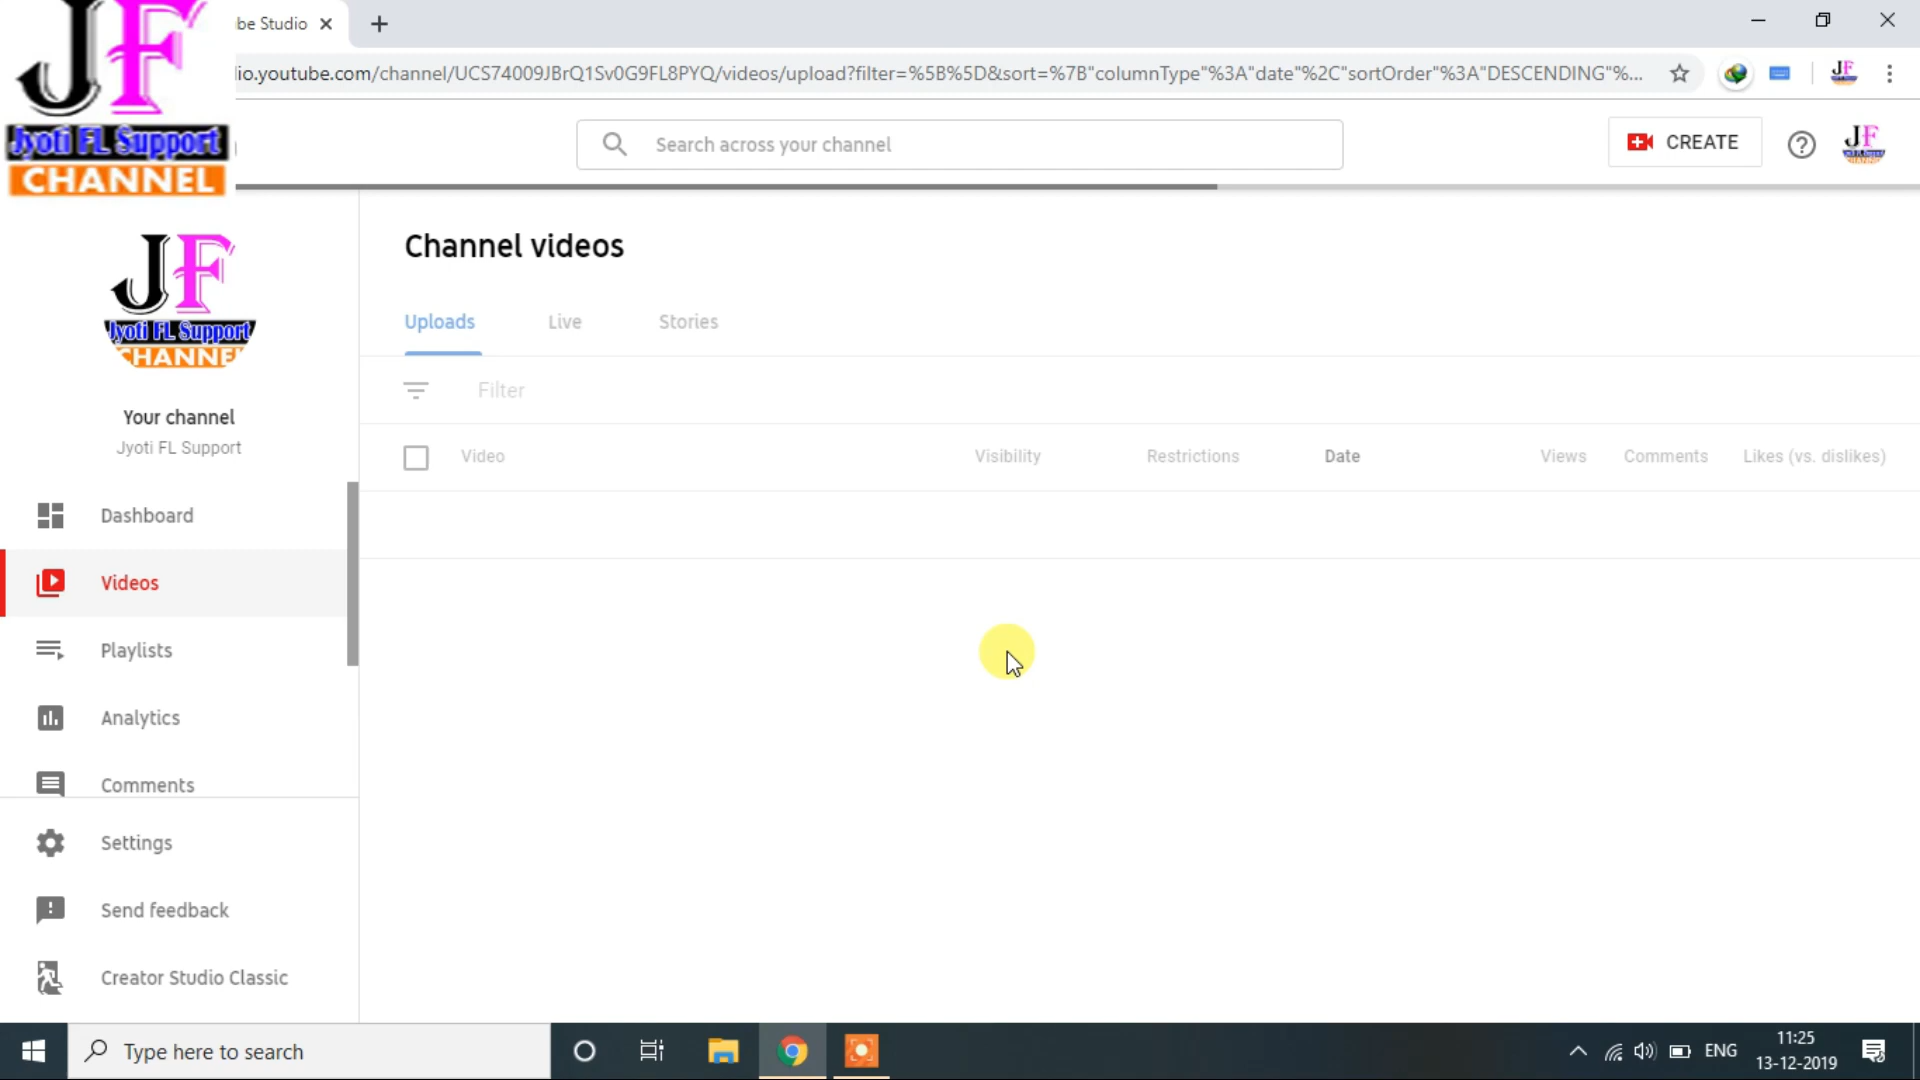 JF
Jyoti FL Support
CHANNEL
be Studio
io.youtube.com/channel/UCS74009JBrQ1Sv0G9FL8PYQ/videos/upload?filter=%5B%5D&sort=%7B"columnType"%3A"date"%2C"sortOrder"%3A"DESCENDING"%...
JF
Search across your channel
CREATE
JF
JF
Jyoti FL Support
CHANNEL
Your channel
Jyoti FL Support
Dashboard
Videos
Playlists
Analytics
Comments
Settings
Send feedback
Creator Studio Classic
Channel videos
Uploads Live Stories
Filter
Video Visibility Restrictions Date Views Comments Likes (vs. dislikes)
Type here to search
ENG
11:25
13-12-2019